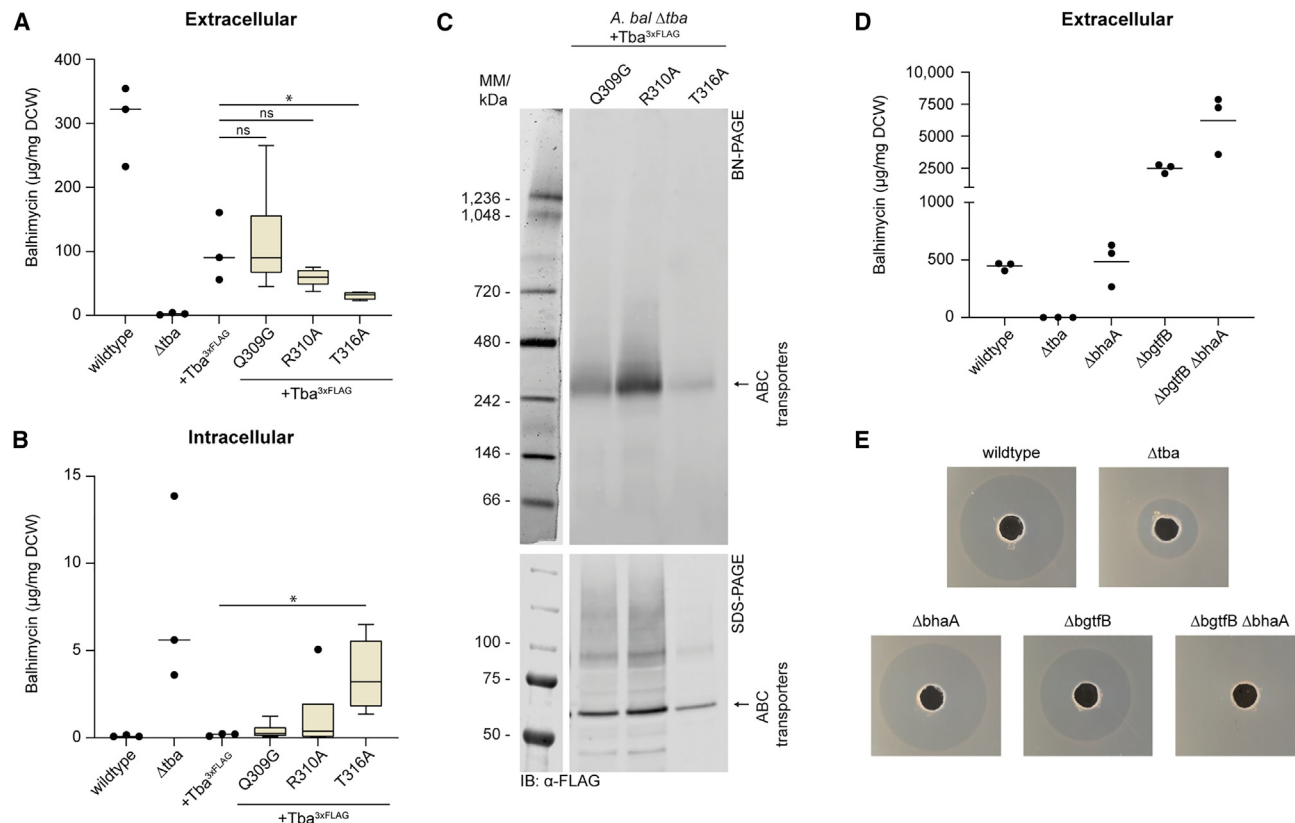 A
Extracellular
Balhimycin (µg/mg DCW)
400
300
200
100
0
*
ns
ns
wildtype
Δtba
+Tba3xFLAG
Q309G
R310A
T316A
+Tba3xFLAG
B
Intracellular
Balhimycin (µg/mg DCW)
15
10
5
0
*
wildtype
Δtba
+Tba3xFLAG
Q309G
R310A
T316A
+Tba3xFLAG
C
A. bal Δtba
+Tba3xFLAG
MM/
kDa
Q309G
R310A
T316A
1,236 -
1,048 -
720 -
480 -
242 -
146 -
66 -
BN-PAGE
← ABC
transporters
100 -
75 -
50 -
SDS-PAGE
← ABC
transporters
IB: α-FLAG
D
Extracellular
Balhimycin (µg/mg DCW)
10,000
7500
5000
2500
1000
500
0
wildtype
Δtba
ΔbhaA
ΔbgtfB
ΔbgtfB ΔbhaA
E
wildtype
Δtba
ΔbhaA
ΔbgtfB
ΔbgtfB ΔbhaA